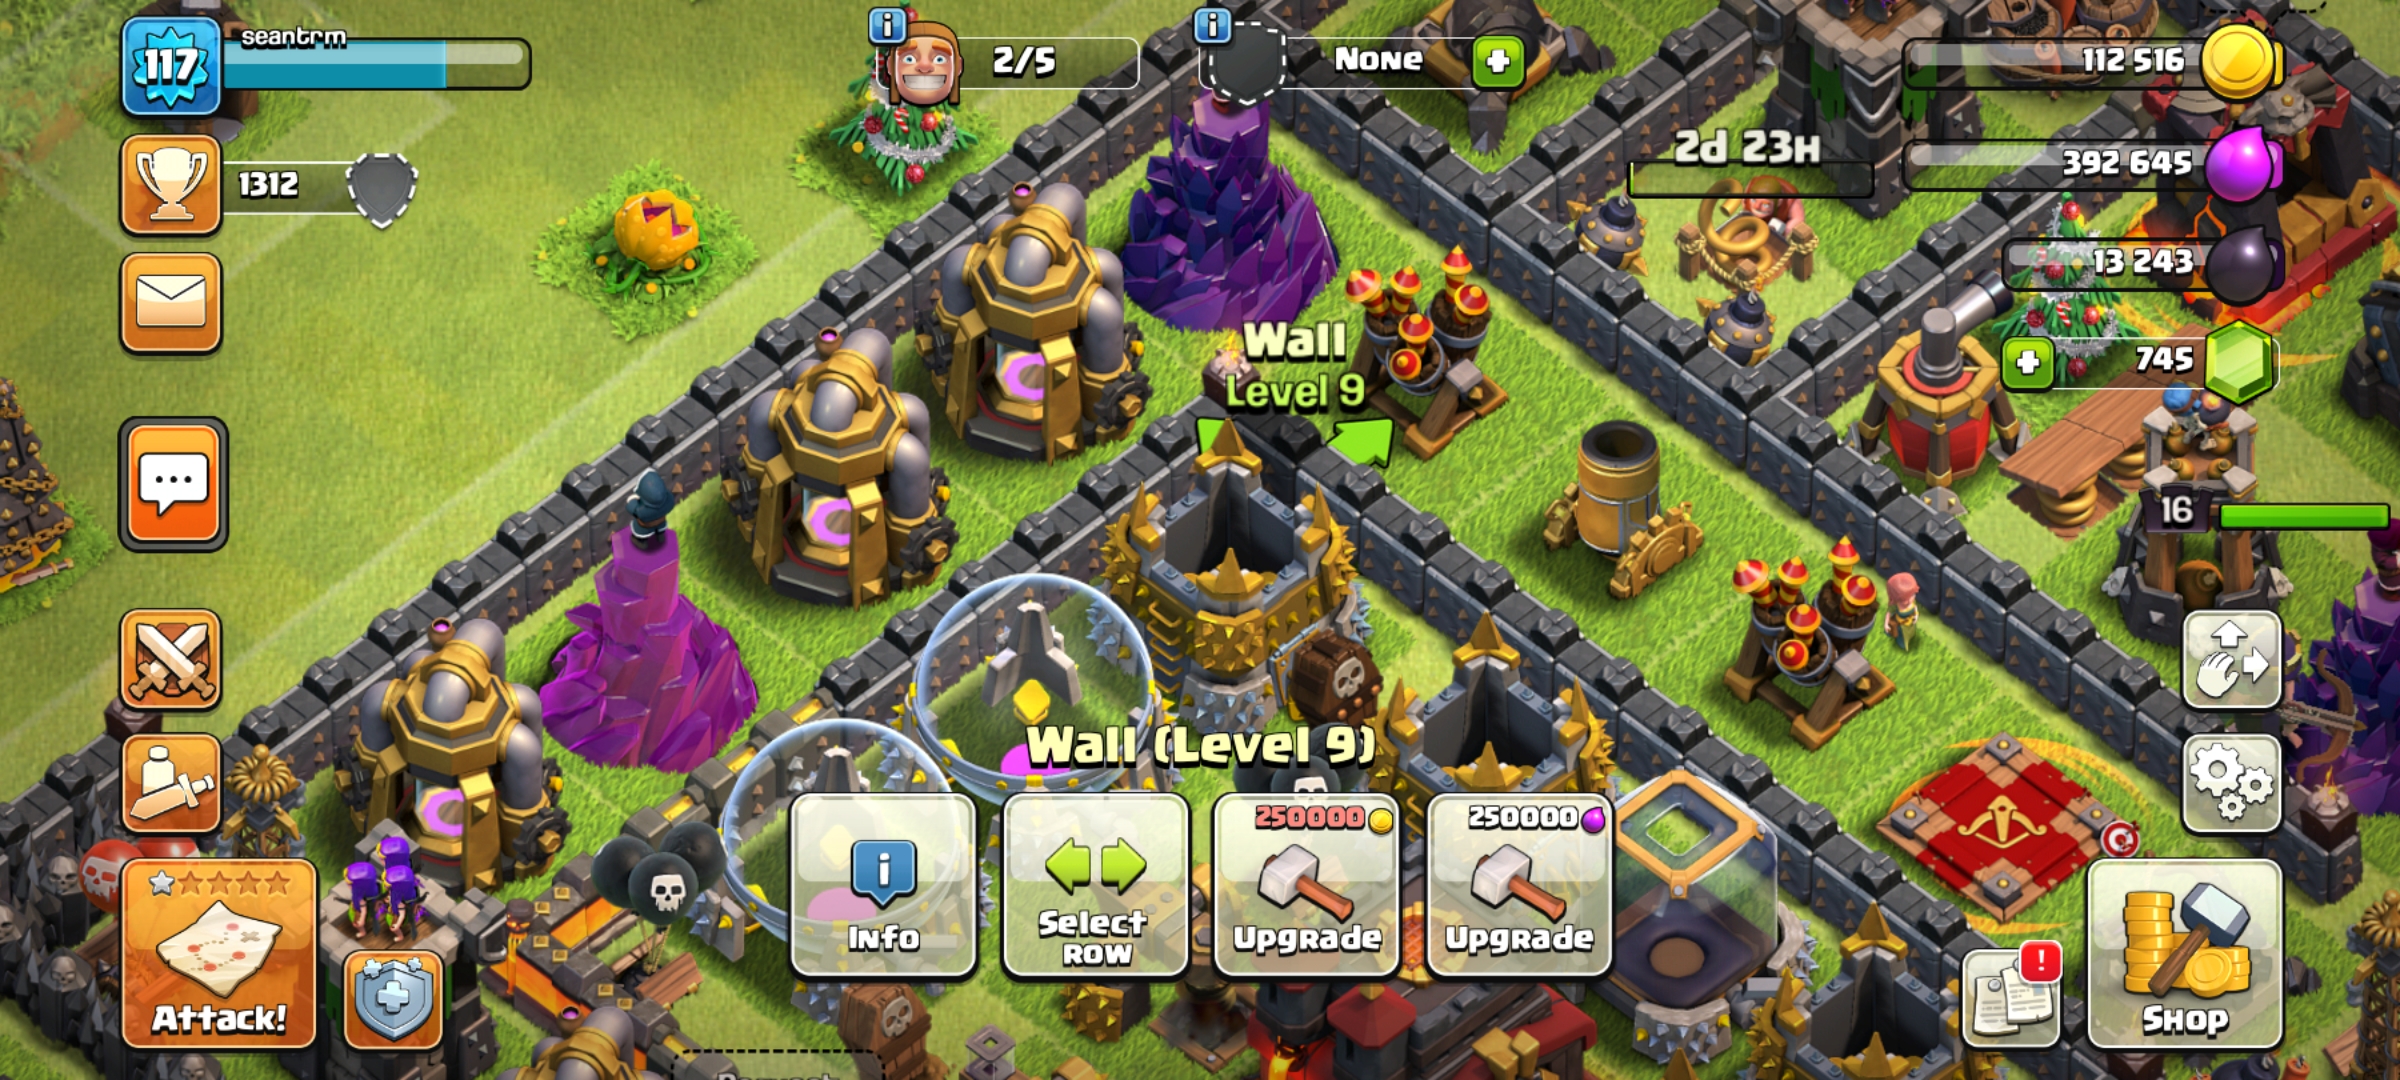 117
seantrm
2/5
None
112 516
1312
2d 23H
392 645
13 243
745
Wall
Level 9
16
Wall (Level 9)
Info
Select
Row
250000
Upgrade
250000
Upgrade
Attack!
!
Shop